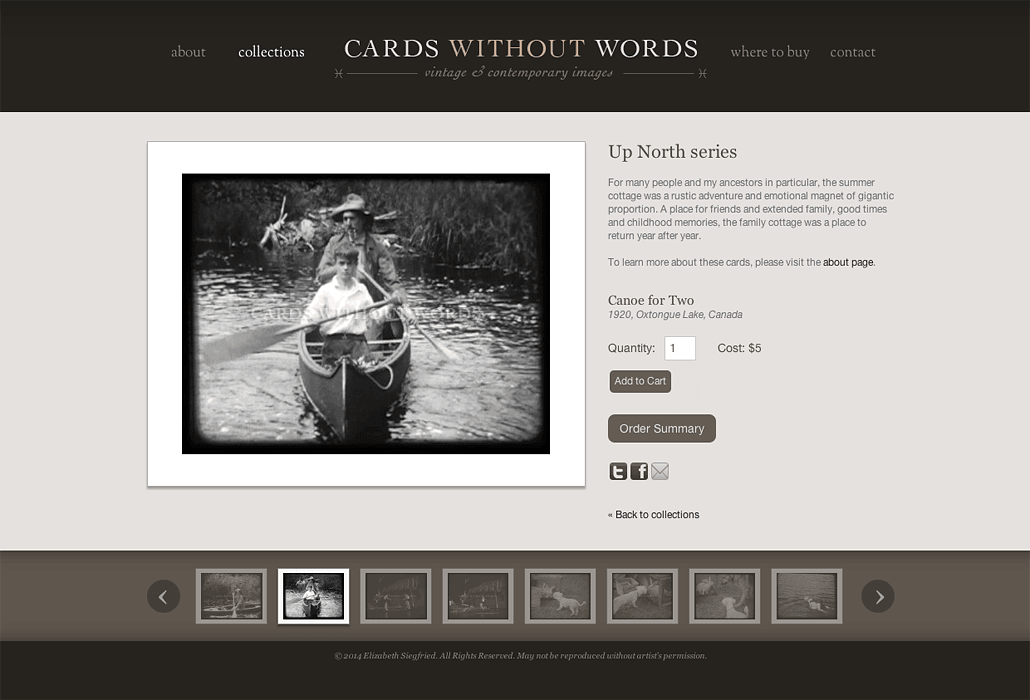 about
collections
CARDS WITHOUT WORDS
vintage & contemporary images
where to buy
contact
Up North series
For many people and my ancestors in particular, the summer
cottage was a rustic adventure and emotional magnet of gigantic
proportion. A place for friends and extended family, good times
and childhood memories, the family cottage was a place to
return year after year.
To learn more about these cards, please visit the about page.
CARDS WITHOUT WORDS
Canoe for Two
1920, Oxtongue Lake, Canada
Quantity: 1 Cost: $5
Add to Cart
Order Summary
« Back to collections
© 2014 Elizabeth Siegfried. All Rights Reserved. May not be reproduced without artist's permission.